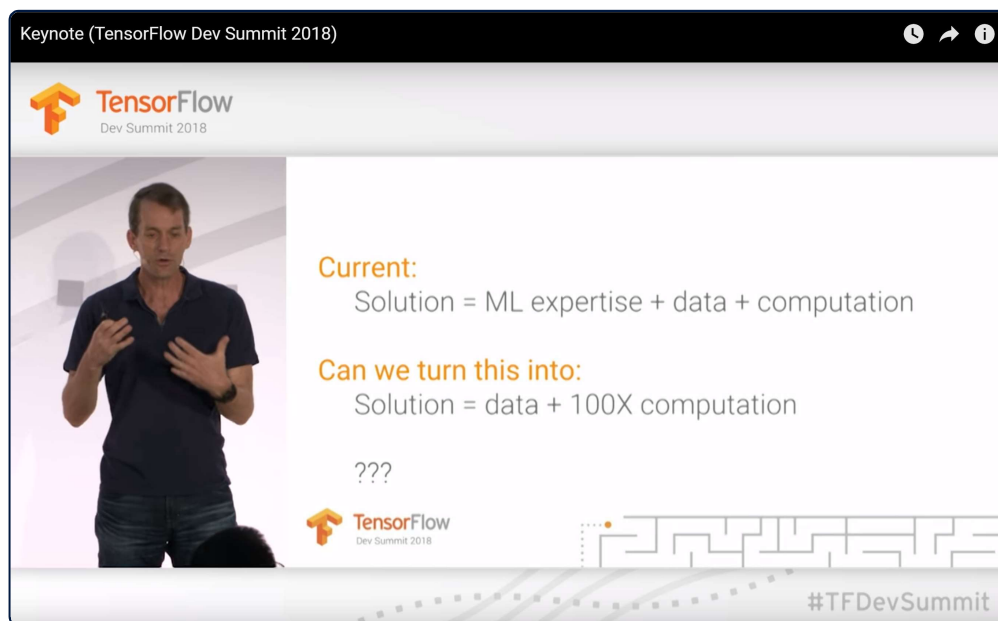 Keynote (TensorFlow Dev Summit 2018)
TensorFlow
Dev Summit 2018
Current:
Solution = ML expertise + data + computation
Can we turn this into:
Solution = data + 100X computation
???
TensorFlow
Dev Summit 2018
#TFDevSummit